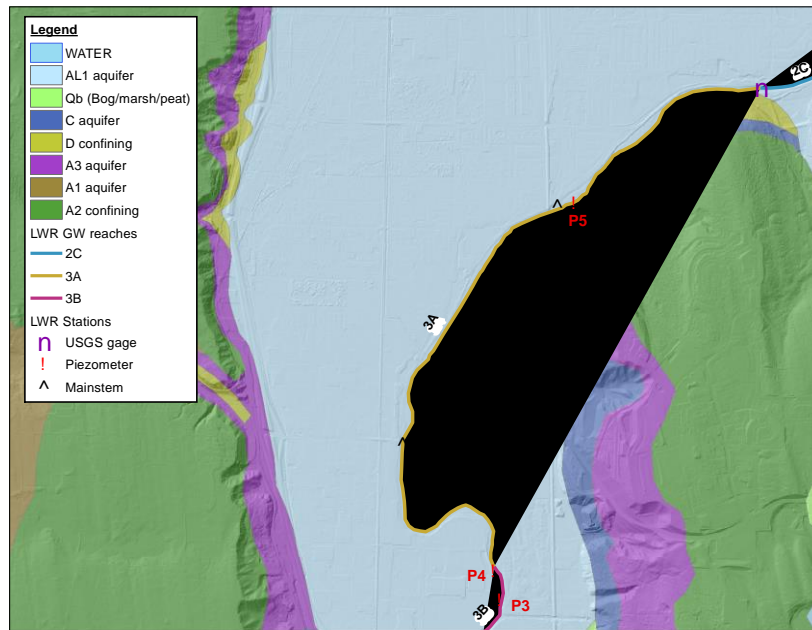 Legend
WATER
AL1 aquifer
Qb (Bog/marsh/peat)
C aquifer
D confining
A3 aquifer
A1 aquifer
A2 confining
LWR GW reaches
2C
3A
3B
LWR Stations
n USGS gage
! Piezometer
^ Mainstem
2C
n
^ !
P5
3A
^
!
P4
! P3
3B